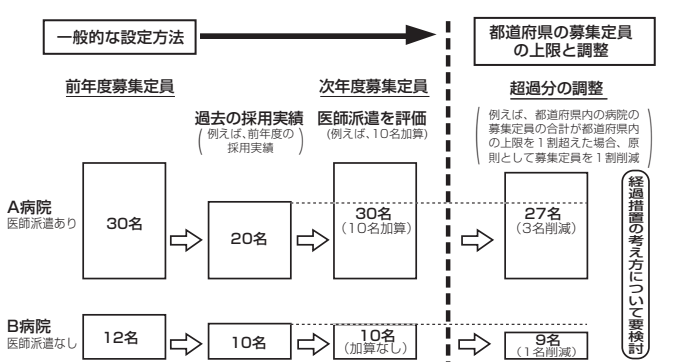 一般的な設定方法
都道府県の募集定員
の上限と調整
前年度募集定員
次年度募集定員
超過分の調整
過去の採用実績
(例えば、前年度の
採用実績)
医師派遣を評価
(例えば、10名加算)
(例えば、都道府県内の病院の
募集定員の合計が都道府県内
の上限を1割超えた場合、原
則として募集定員を1割削減)
A病院
医師派遣あり
30名
20名
30名
(10名加算)
27名
(3名削減)
B病院
医師派遣なし
12名
10名
10名
(加算なし)
9名
(1名削減)
経過措置の考え方について要検討